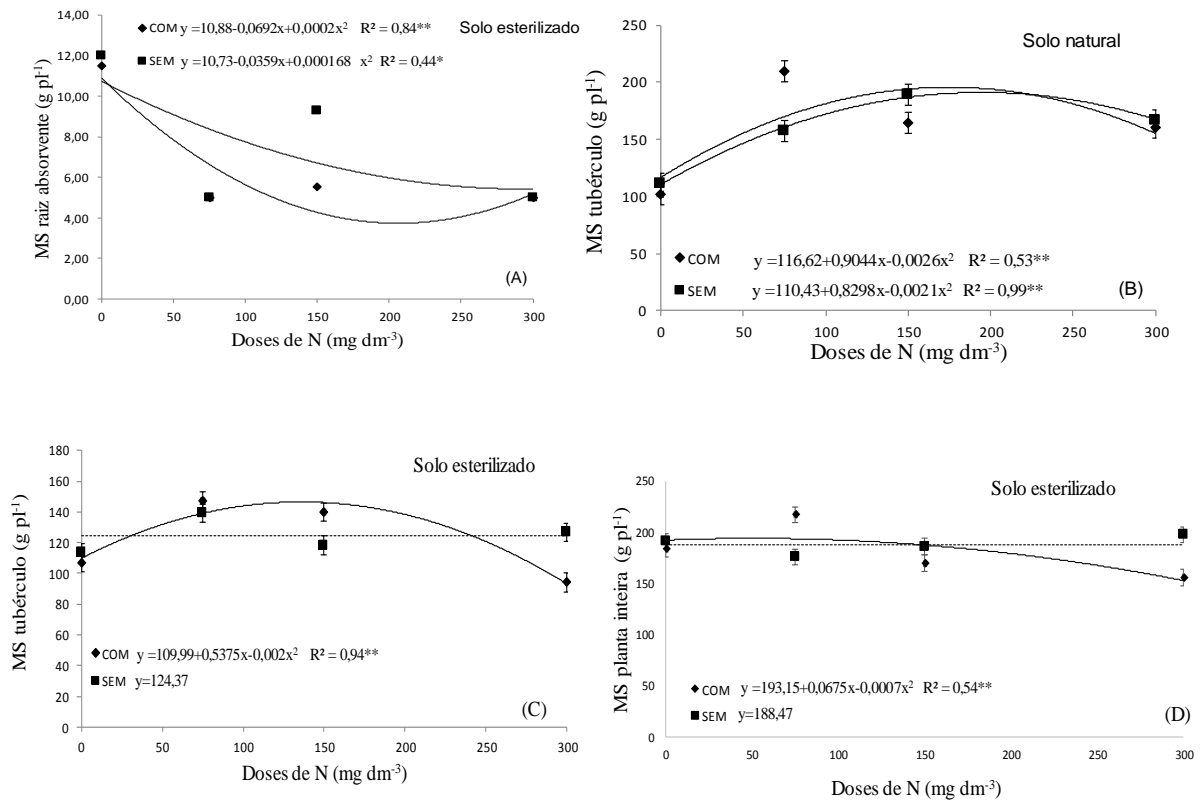 COM y =10,88-0,0692x+0,0002x² R² = 0,84**
SEM y =10,73-0,0359x+0,000168 x² R² = 0,44*
Solo esterilizado
MS raiz absorvente (g pl⁻¹)
14,00
12,00
10,00
8,00
6,00
4,00
2,00
0,00
(A)
0 50 100 150 200 250 300
Doses de N (mg dm⁻³)
Solo natural
MS tubérculo (g pl⁻¹)
250
200
150
100
50
0
COM y =116,62+0,9044x-0,0026x² R² = 0,53**
SEM y =110,43+0,8298x-0,0021x² R² = 0,99**
(B)
0 50 100 150 200 250 300
Doses de N (mg dm⁻³)
Solo esterilizado
MS tubérculo (g pl⁻¹)
180
160
140
120
100
80
60
40
20
0
COM y =109,99+0,5375x-0,002x² R² = 0,94**
SEM y=124,37
(C)
0 50 100 150 200 250 300
Doses de N (mg dm⁻³)
Solo esterilizado
MS planta inteira (g pl⁻¹)
250
200
150
100
50
0
COM y =193,15+0,0675x-0,0007x² R² = 0,54**
SEM y=188,47
(D)
0 50 100 150 200 250 300
Doses de N (mg dm⁻³)